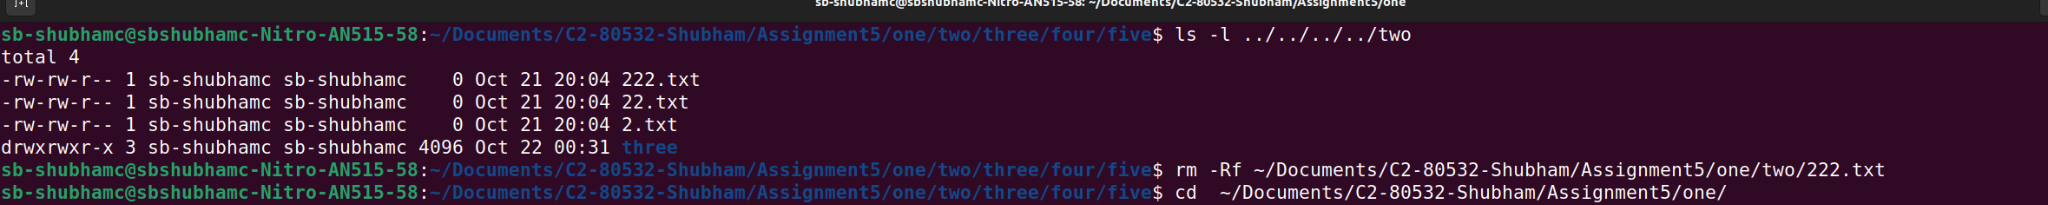 sb-shubhamc@sbshubhamc-Nitro-AN515-58: ~/Documents/C2-80532-Shubham/Assignment5/one
sb-shubhamc@sbshubhamc-Nitro-AN515-58:~/Documents/C2-80532-Shubham/Assignment5/one/two/three/four/five$ ls -l ../../../../two
total 4
-rw-rw-r-- 1 sb-shubhamc sb-shubhamc    0 Oct 21 20:04 222.txt
-rw-rw-r-- 1 sb-shubhamc sb-shubhamc    0 Oct 21 20:04 22.txt
-rw-rw-r-- 1 sb-shubhamc sb-shubhamc    0 Oct 21 20:04 2.txt
drwxrwxr-x 3 sb-shubhamc sb-shubhamc 4096 Oct 22 00:31 three
sb-shubhamc@sbshubhamc-Nitro-AN515-58:~/Documents/C2-80532-Shubham/Assignment5/one/two/three/four/five$ rm -Rf ~/Documents/C2-80532-Shubham/Assignment5/one/two/222.txt
sb-shubhamc@sbshubhamc-Nitro-AN515-58:~/Documents/C2-80532-Shubham/Assignment5/one/two/three/four/five$ cd  ~/Documents/C2-80532-Shubham/Assignment5/one/